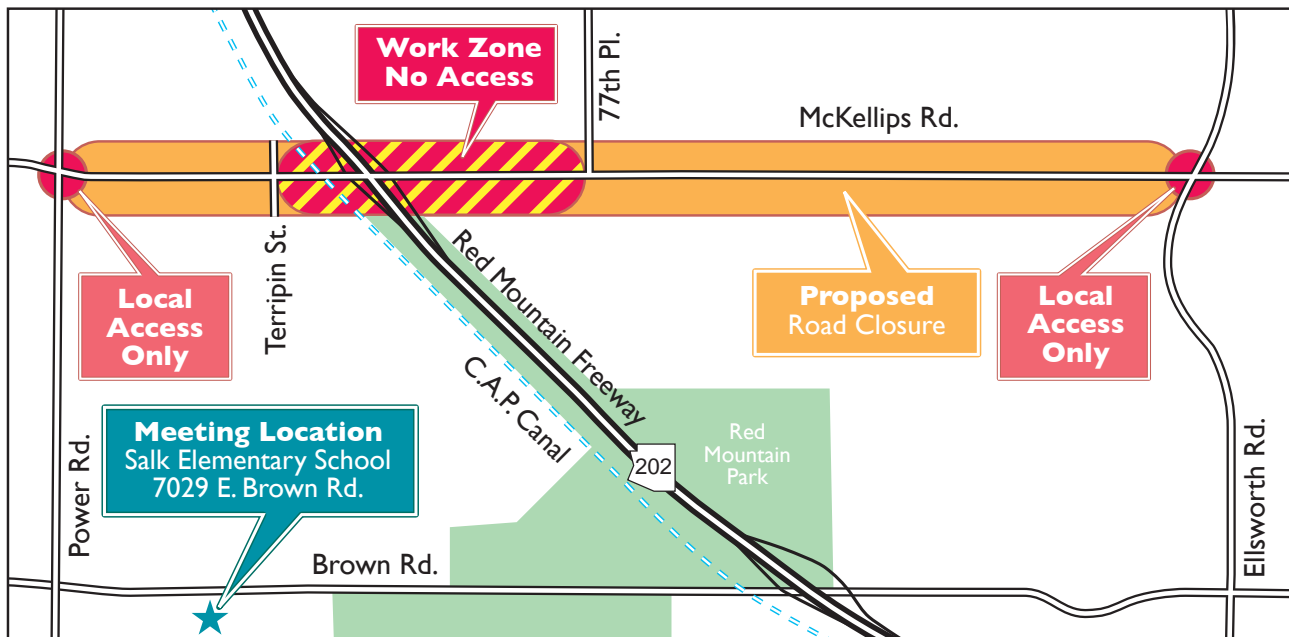 Work Zone
No Access
77th Pl.
McKellips Rd.
Local
Access
Only
Terripin St.
Red Mountain Freeway
Proposed
Road Closure
Local
Access
Only
C.A.P. Canal
Meeting Location
Salk Elementary School
7029 E. Brown Rd.
Power Rd.
202
Red
Mountain
Park
Ellsworth Rd.
Brown Rd.